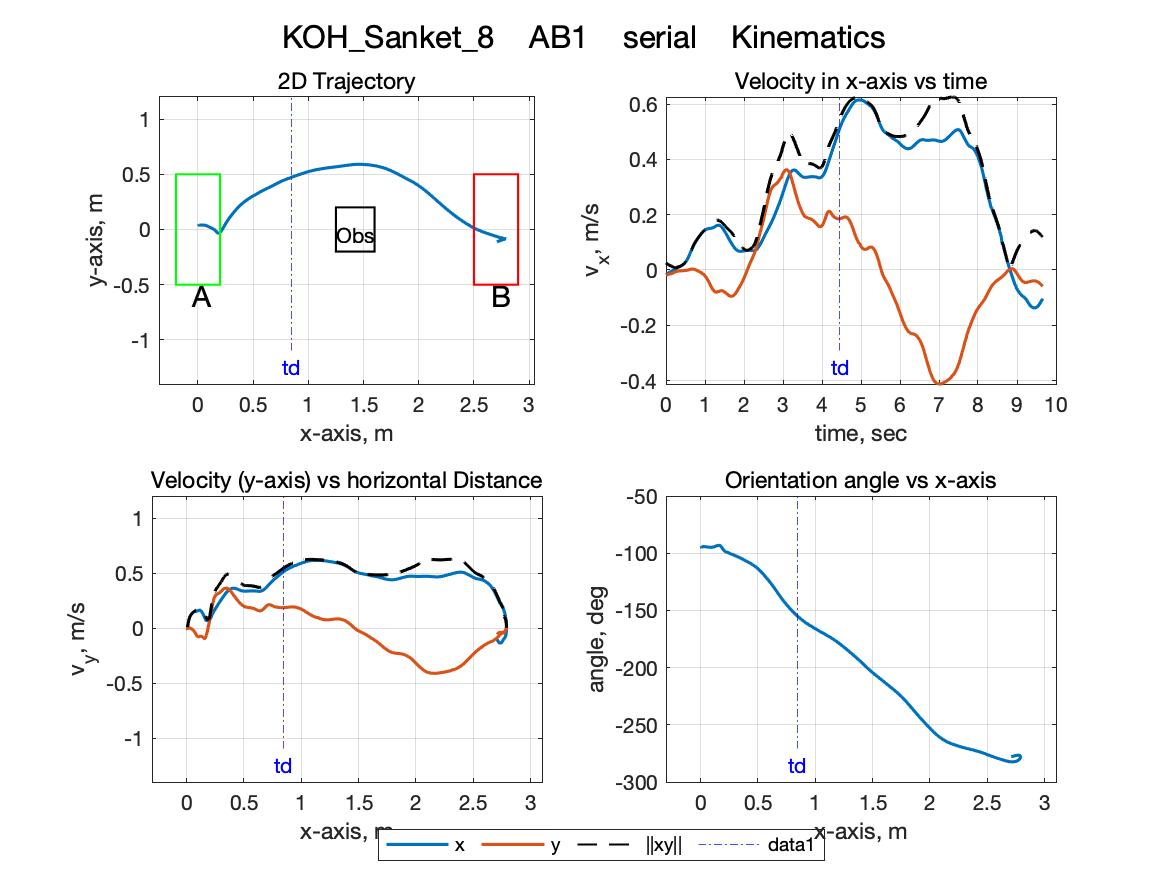 KOH_Sanket_8 AB1 serial Kinematics
2D Trajectory
1
0.5
0
-0.5
-1
y-axis, m
A
Obs
B
td
0 0.5 1 1.5 2 2.5 3
x-axis, m
Velocity in x-axis vs time
0.6
0.4
0.2
0
-0.2
-0.4
v_x, m/s
td
0 1 2 3 4 5 6 7 8 9 10
time, sec
Velocity (y-axis) vs horizontal Distance
1
0.5
0
-0.5
-1
v_y, m/s
td
0 0.5 1 1.5 2 2.5 3
x-axis, m
Orientation angle vs x-axis
-50
-100
-150
-200
-250
-300
angle, deg
td
0 0.5 1 1.5 2 2.5 3
x-axis, m
x y ||xy|| data1